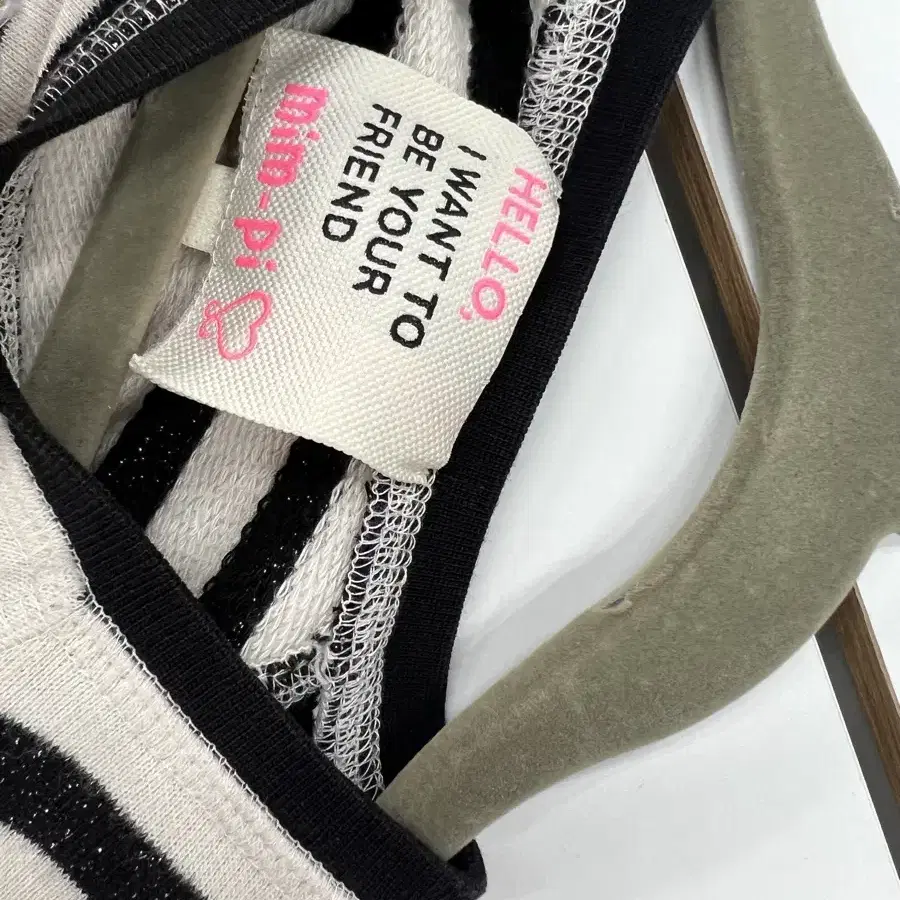 HELLO,
I WANT TO
BE YOUR
FRIEND
mim-pi